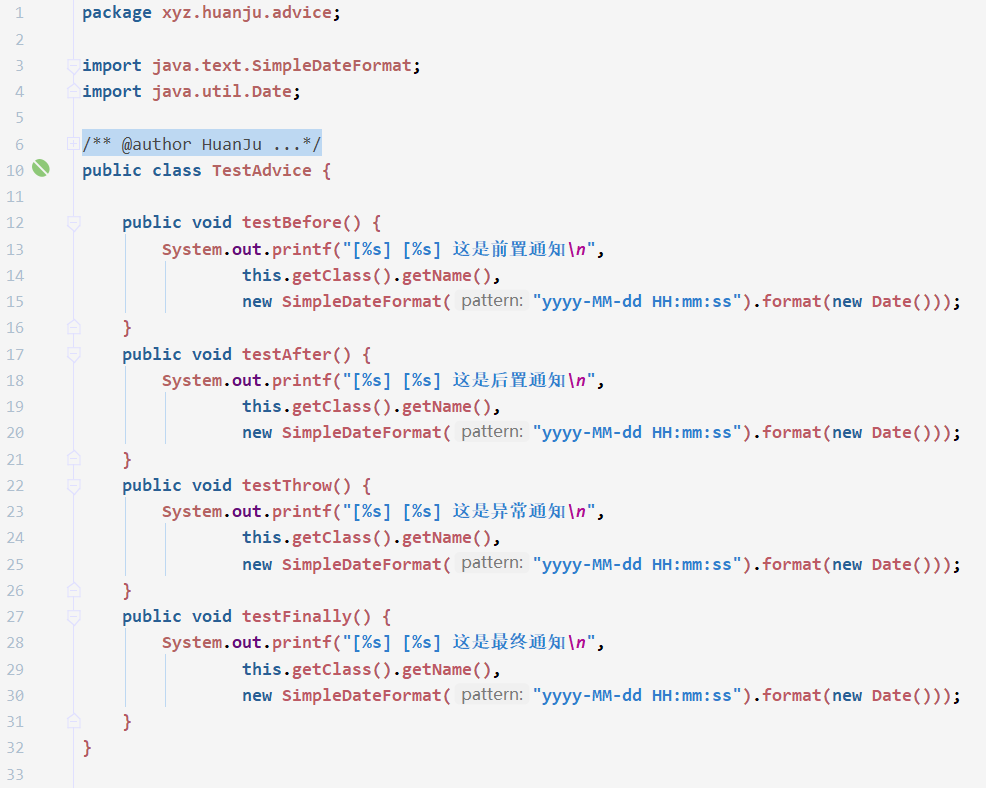 1 package xyz.huanju.advice;
2
3 import java.text.SimpleDateFormat;
4 import java.util.Date;
5
6 /** @author HuanJu ...*/
10 public class TestAdvice {
11
12 public void testBefore() {
13 System.out.printf("[%s] [%s] 这是前置通知\n",
14 this.getClass().getName(),
15 new SimpleDateFormat( pattern: "yyyy-MM-dd HH:mm:ss").format(new Date()));
16 }
17 public void testAfter() {
18 System.out.printf("[%s] [%s] 这是后置通知\n",
19 this.getClass().getName(),
20 new SimpleDateFormat( pattern: "yyyy-MM-dd HH:mm:ss").format(new Date()));
21 }
22 public void testThrow() {
23 System.out.printf("[%s] [%s] 这是异常通知\n",
24 this.getClass().getName(),
25 new SimpleDateFormat( pattern: "yyyy-MM-dd HH:mm:ss").format(new Date()));
26 }
27 public void testFinally() {
28 System.out.printf("[%s] [%s] 这是最终通知\n",
29 this.getClass().getName(),
30 new SimpleDateFormat( pattern: "yyyy-MM-dd HH:mm:ss").format(new Date()));
31 }
32 }
33